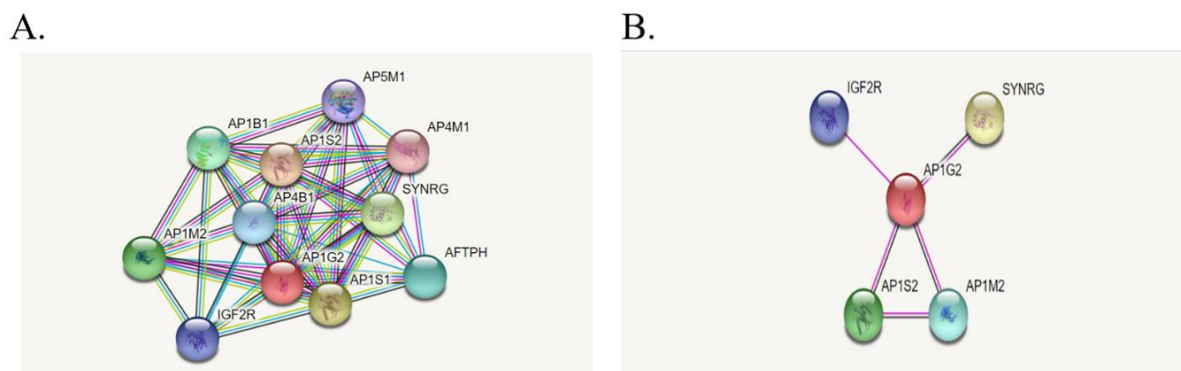 A.
B.
AP5M1
AP1B1
AP1S2
AP4M1
AP4B1
SYNRG
AP1M2
AP1G2
AFTPH
AP1S1
IGF2R
IGF2R
SYNRG
AP1G2
AP1S2
AP1M2